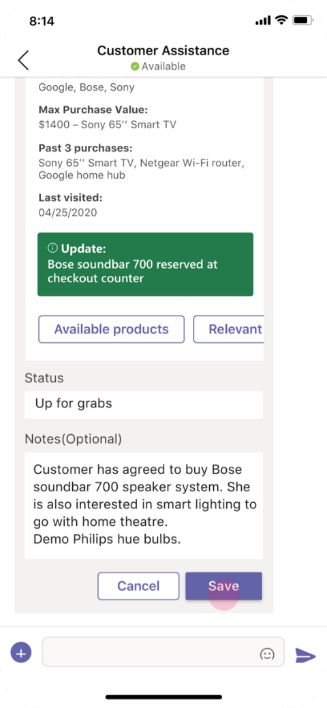 8:14
Customer Assistance
Available
Google, Bose, Sony
Max Purchase Value:
$1400 – Sony 65'' Smart TV
Past 3 purchases:
Sony 65'' Smart TV, Netgear Wi-Fi router,
Google home hub
Last visited:
04/25/2020
Update:
Bose soundbar 700 reserved at
checkout counter
Available products
Relevant
Status
Up for grabs
Notes(Optional)
Customer has agreed to buy Bose
soundbar 700 speaker system. She
is also interested in smart lighting to
go with home theatre.
Demo Philips hue bulbs.
Cancel
Save